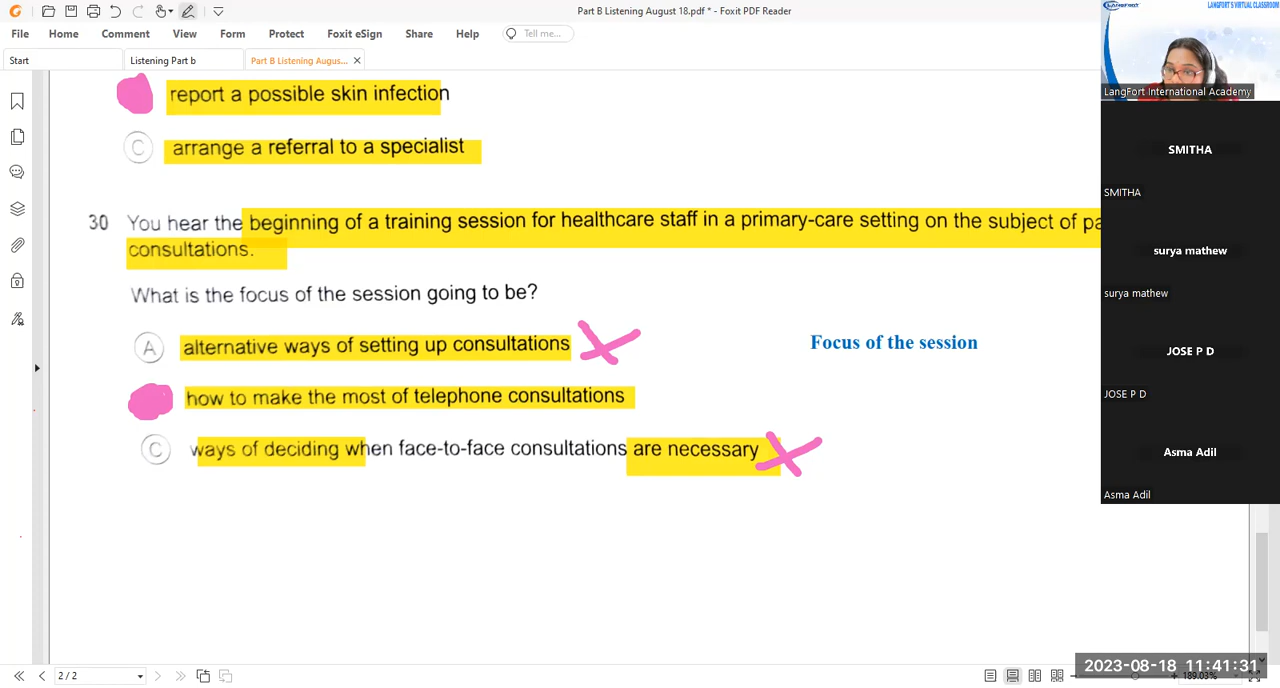 Part B Listening August 18.pdf * - Foxit PDF Reader
File Home Comment View Form Protect Foxit eSign Share Help Tell me...
Start Listening Part b Part B Listening Augus...
LANGFORT'S VIRTUAL CLASSROOM
LangFort International Academy
report a possible skin infection
C arrange a referral to a specialist
30 You hear the beginning of a training session for healthcare staff in a primary-care setting on the subject of pa
consultations.
What is the focus of the session going to be?
A alternative ways of setting up consultations
Focus of the session
how to make the most of telephone consultations
C ways of deciding when face-to-face consultations are necessary
SMITHA
SMITHA
surya mathew
surya mathew
JOSE P D
JOSE P D
Asma Adil
Asma Adil
2 / 2
2023-08-18 11:41:31
189.03%